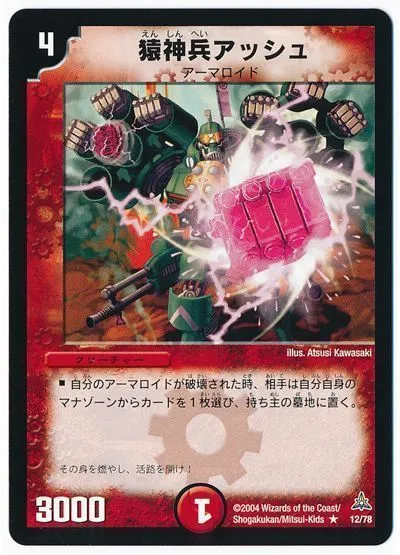 4
えん しん へい
猿神兵アッシュ
アーマロイド
illus. Atsusi Kawasaki
クリーチャー
■ 自分のアーマロイドが破壊された時、相手は自分自身の
マナゾーンからカードを1枚選び、持ち主の墓地に置く。
その身を燃やし、活路を開け!
3000
1
©2004 Wizards of the Coast/
Shogakukan/Mitsui-Kids ★ 12/78